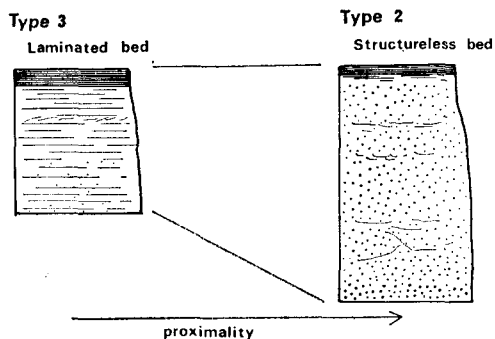 Type 3
Laminated bed
Type 2
Structureless bed
proximality